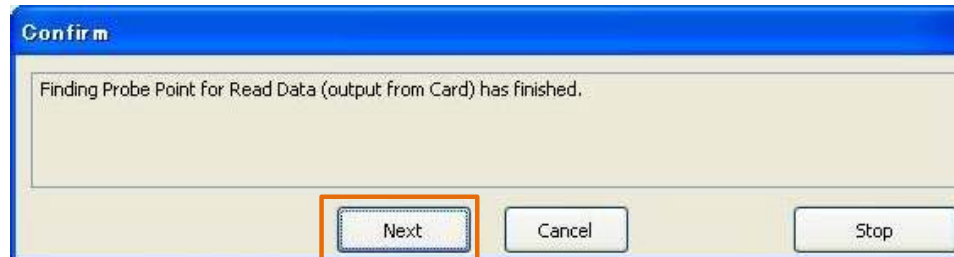 Confirm
Finding Probe Point for Read Data (output from Card) has finished.
Next Cancel Stop